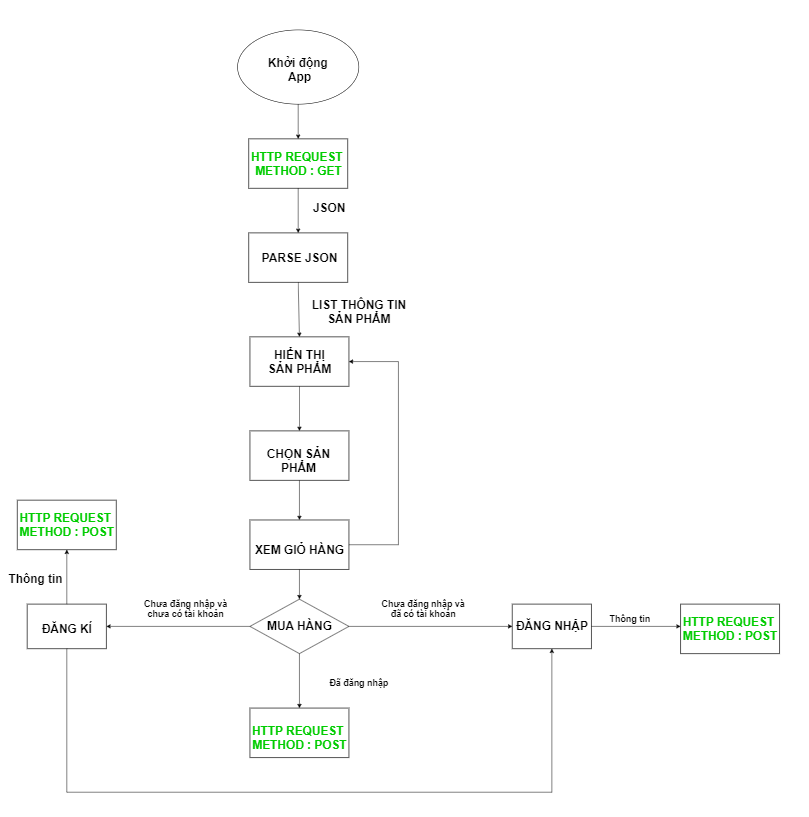 Khởi động
App
HTTP REQUEST
METHOD : GET
JSON
PARSE JSON
LIST THÔNG TIN
SẢN PHẨM
HIỂN THỊ
SẢN PHẨM
CHỌN SẢN
PHẨM
HTTP REQUEST
METHOD : POST
XEM GIỎ HÀNG
Thông tin
Chưa đăng nhập và
chưa có tài khoản
Chưa đăng nhập và
đã có tài khoản
ĐĂNG KÍ
MUA HÀNG
ĐĂNG NHẬP
Thông tin
HTTP REQUEST
METHOD : POST
Đã đăng nhập
HTTP REQUEST
METHOD : POST